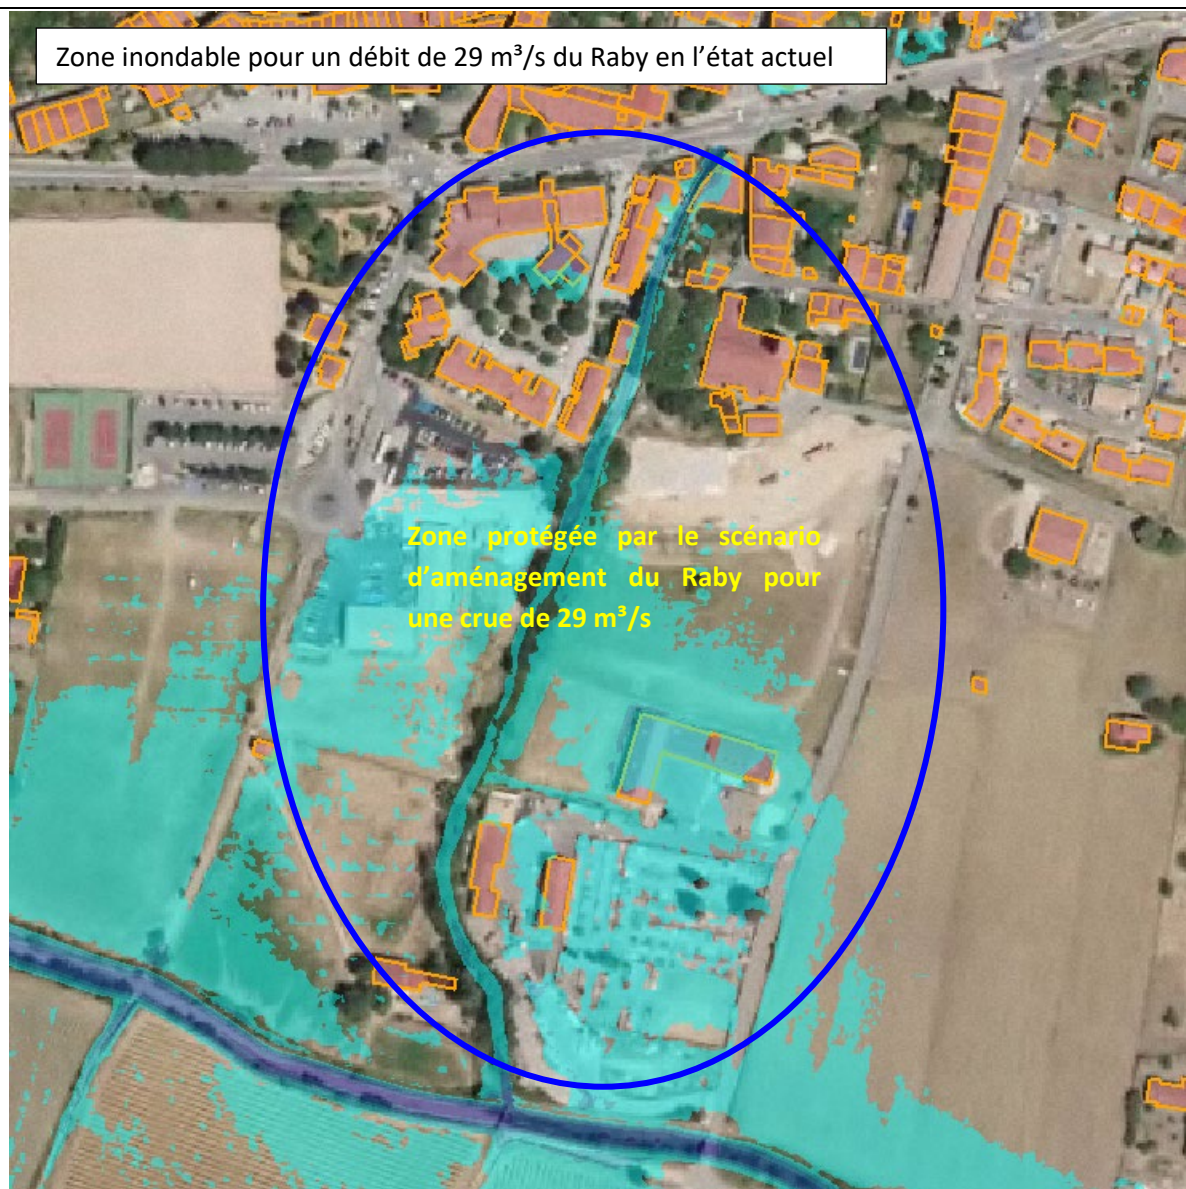 Zone inondable pour un débit de 29 m³/s du Raby en l’état actuel
Zone protégée par le scénario
d’aménagement du Raby pour
une crue de 29 m³/s